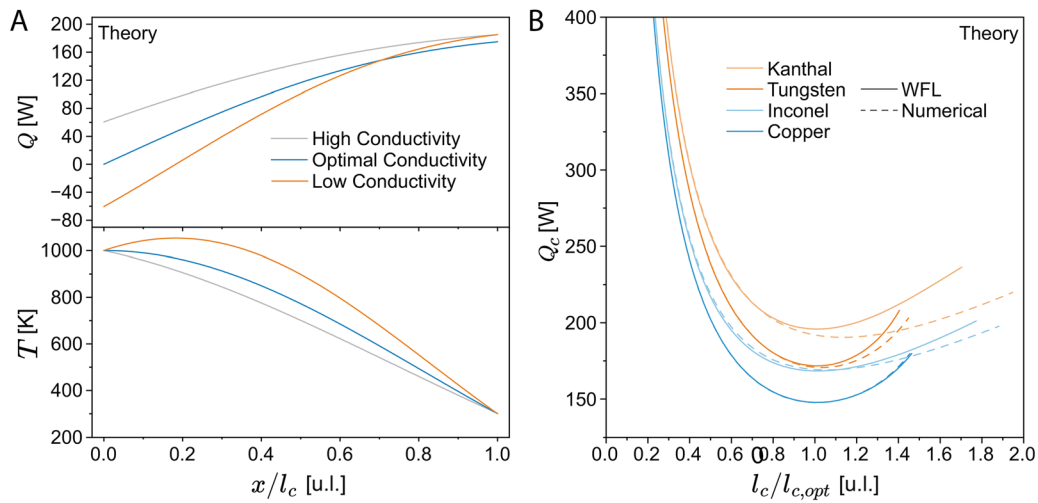 A
Theory
200
160
120
80
40
0
−40
−80
Q [W]
High Conductivity
Optimal Conductivity
Low Conductivity
1000
800
600
400
200
T [K]
0.0 0.2 0.4 0.6 0.8 1.0
x/l_c [u.l.]
B
Theory
400
350
300
250
200
150
Q_c [W]
Kanthal
Tungsten
Inconel
Copper
WFL
Numerical
0.2 0.4 0.6 0.8 1.0 1.2 1.4 1.6 1.8 2.0
0
l_c/l_{c,opt} [u.l.]